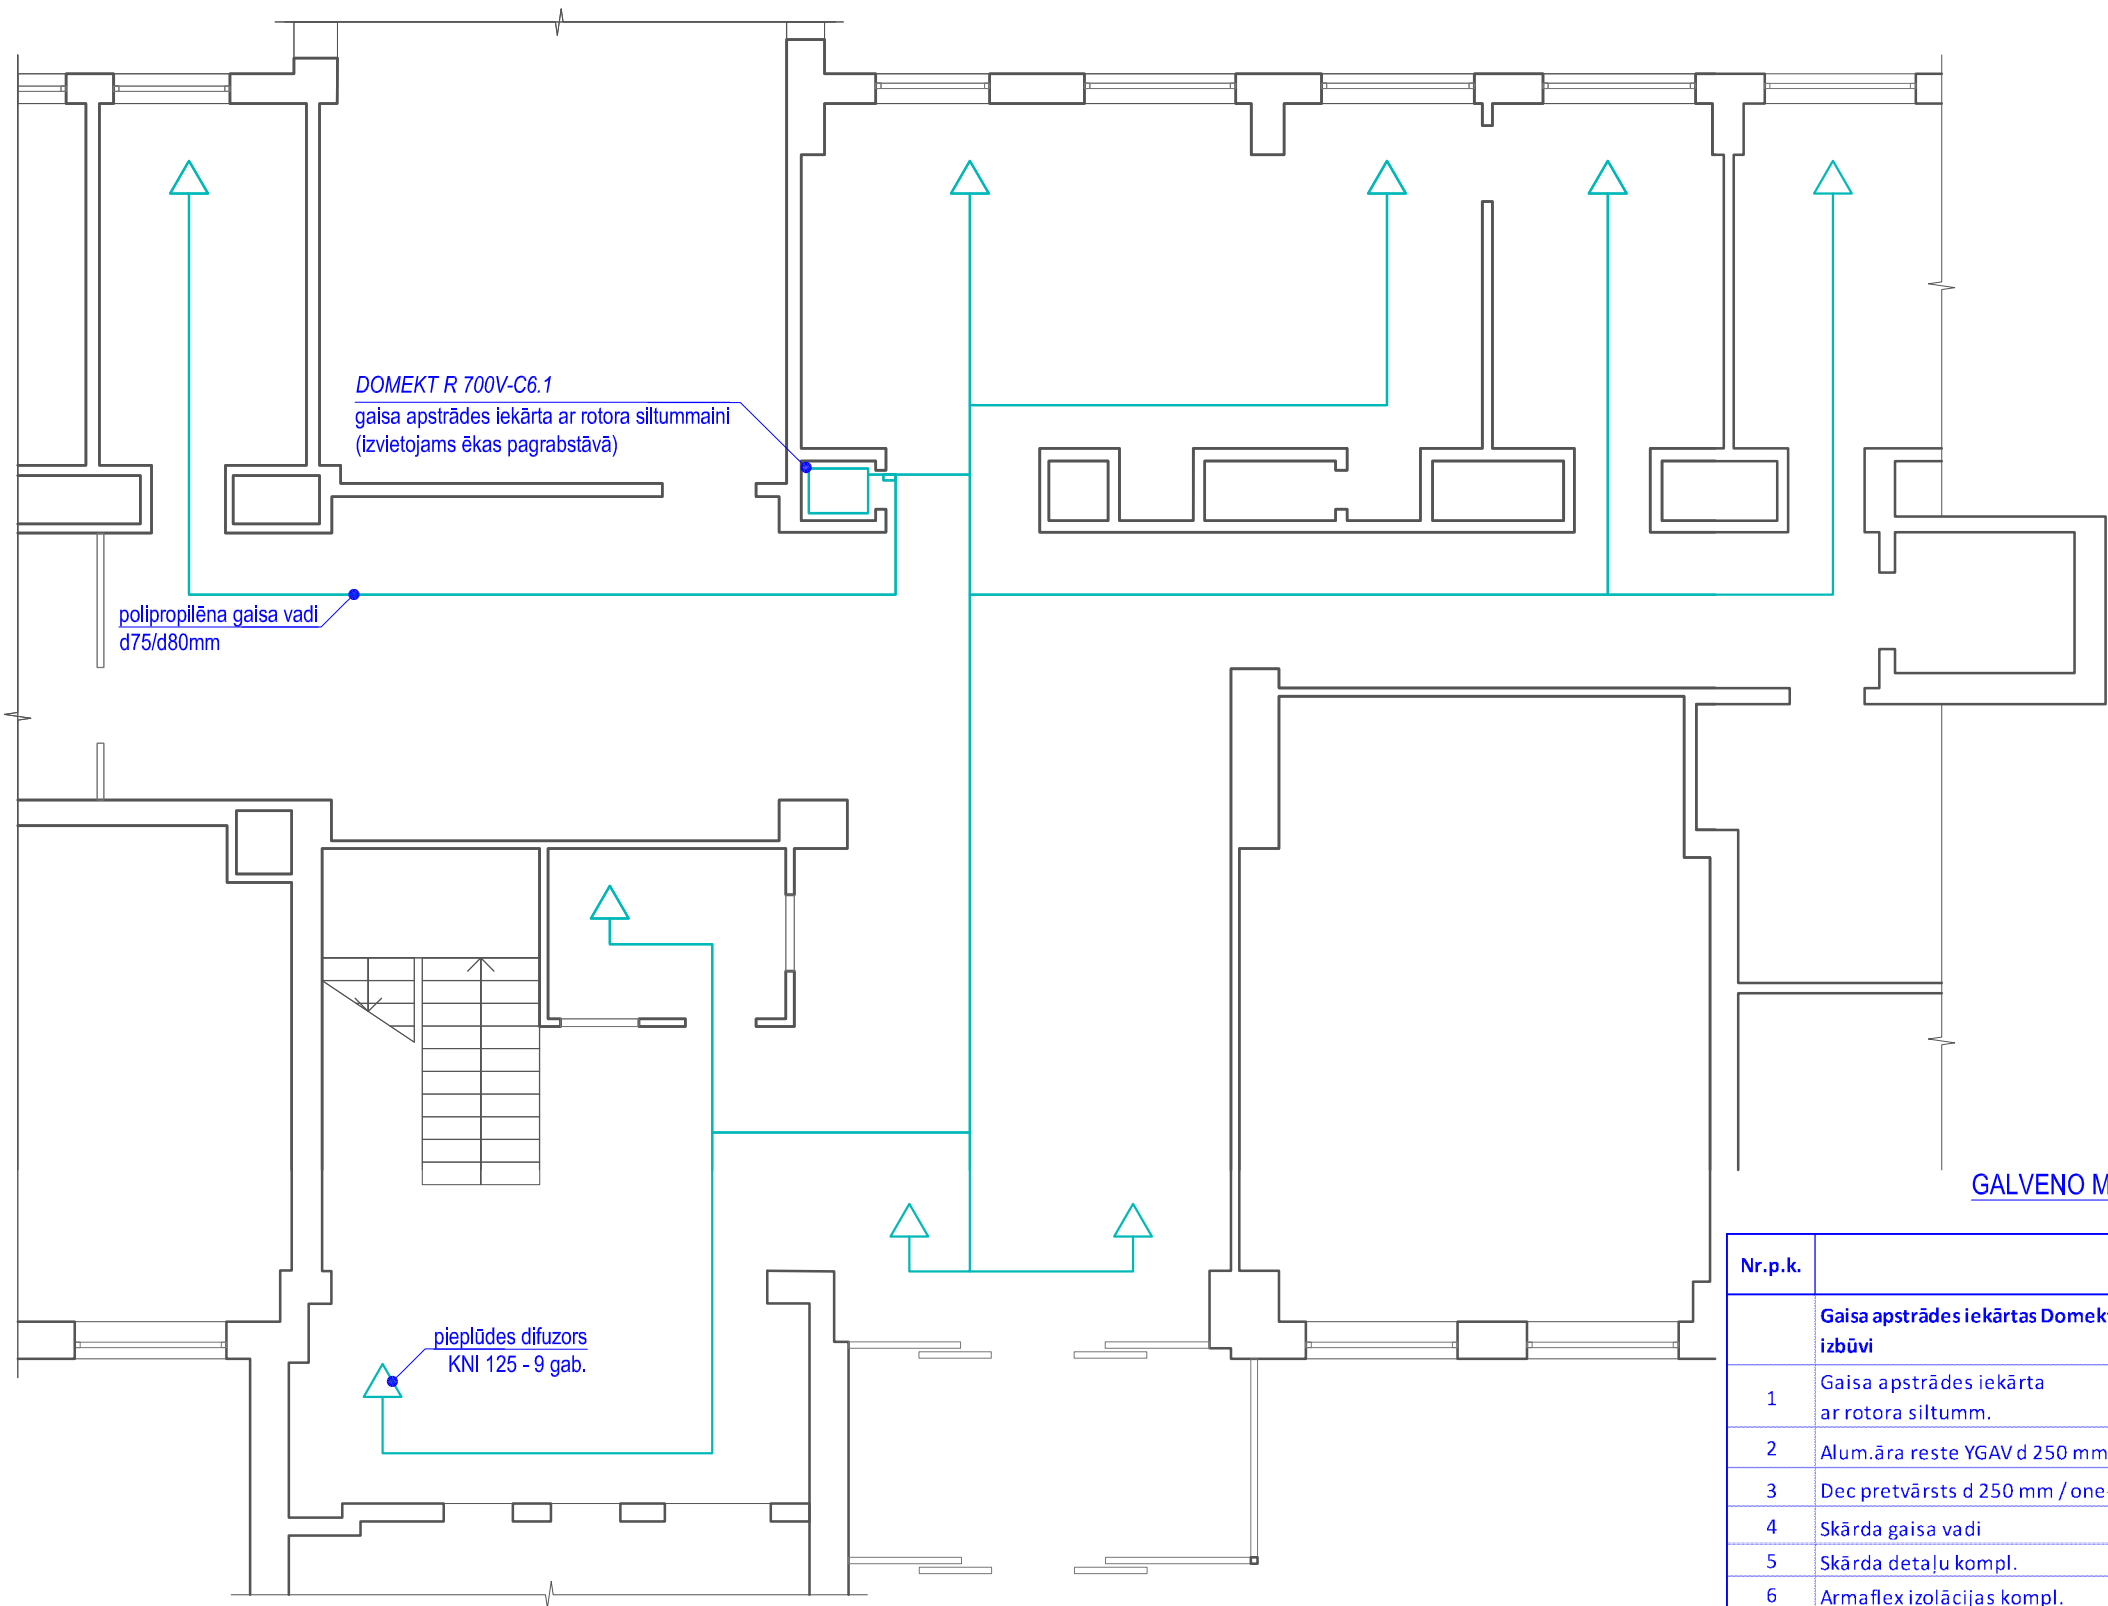 DOMEKT R 700V-C6.1
gaisa apstrādes iekārta ar rotora siltummaini
(izvietojams ēkas pagrabstāvā)
polipropilēna gaisa vadi
d75/d80mm
pieplūdes difuzors
KNI 125 - 9 gab.
GALVENO M
Nr.p.k.
Gaisa apstrādes iekārtas Domekt
izbūvi
1
Gaisa apstrādes iekārta
ar rotora siltumm.
2 Alum.āra reste YGAV d 250 mm
3 Dec pretvārsts d 250 mm / one
4 Skārda gaisa vadi
5 Skārda detaļu kompl.
6 Armaflex izolācijas kompl.